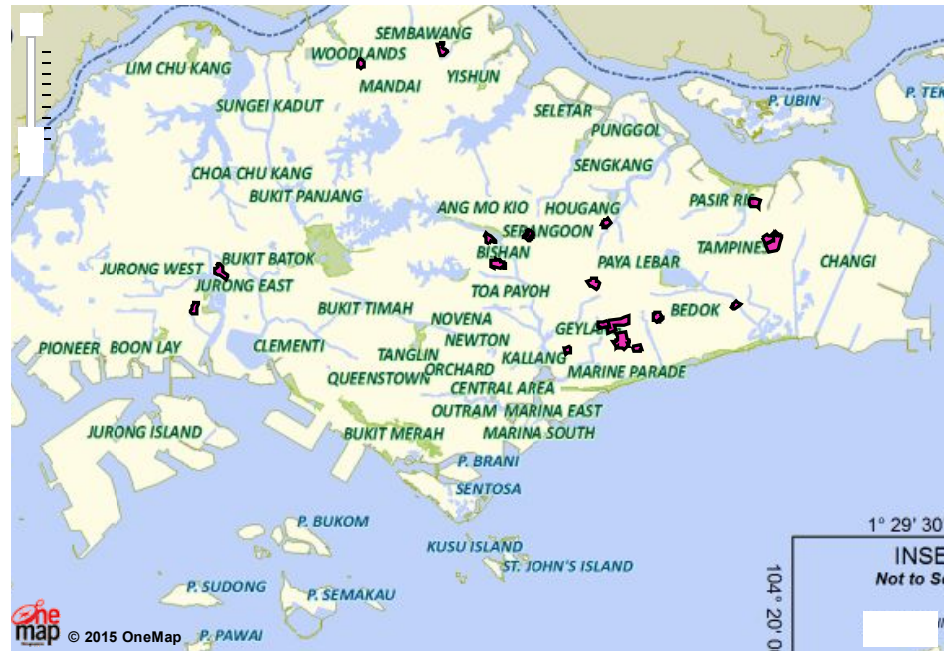 SEMBAWANG
WOODLANDS
LIM CHU KANG
MANDAI
YISHUN
SUNGEI KADUT
SELETAR
P. UBIN
P. TEK
PUNGGOL
SENGKANG
CHOA CHU KANG
BUKIT PANJANG
ANG MO KIO
HOUGANG
PASIR RIS
SERANGOON
BISHAN
TAMPINES
JURONG WEST
BUKIT BATOK
PAYA LEBAR
CHANGI
JURONG EAST
TOA PAYOH
BUKIT TIMAH
NOVENA
BEDOK
GEYLANG
PIONEER
BOON LAY
CLEMENTI
NEWTON
TANGLIN
KALLANG
ORCHARD
MARINE PARADE
QUEENSTOWN
CENTRAL AREA
OUTRAM
MARINA EAST
JURONG ISLAND
BUKIT MERAH
MARINA SOUTH
P. BRANI
SENTOSA
P. BUKOM
1° 29' 30
KUSU ISLAND
INSE
ST. JOHN'S ISLAND
Not to Sc
P. SUDONG
P. SEMAKAU
104° 20' 0
One
map © 2015 OneMap
P. PAWAI